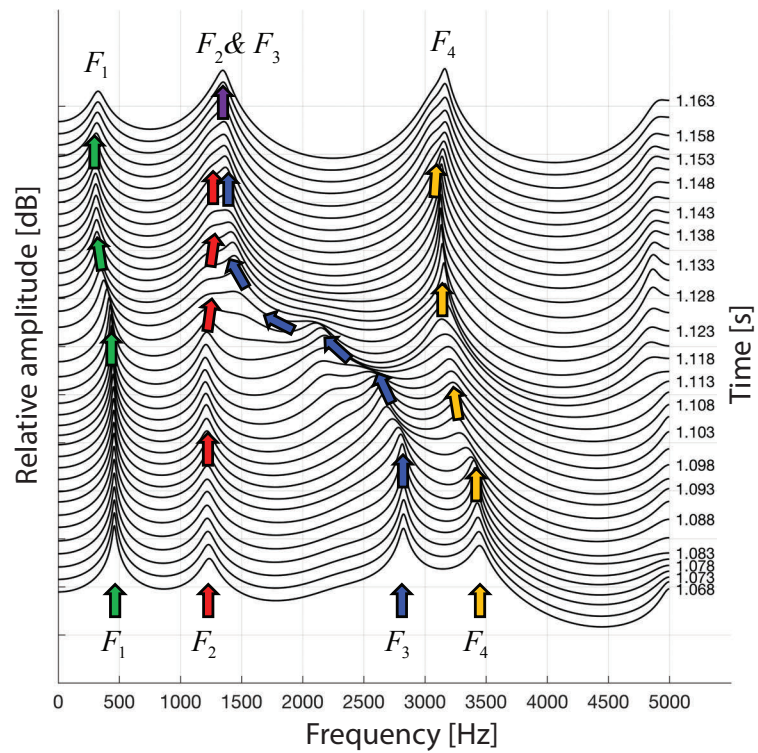 F₁
F₂& F₃
F₄
Relative amplitude [dB]
1.163
1.158
1.153
1.148
1.143
1.138
1.133
1.128
1.123
1.118
1.113
1.108
1.103
1.098
1.093
1.088
1.083
1.078
1.073
1.068
Time [s]
F₁
F₂
F₃
F₄
0 500 1000 1500 2000 2500 3000 3500 4000 4500 5000
Frequency [Hz]